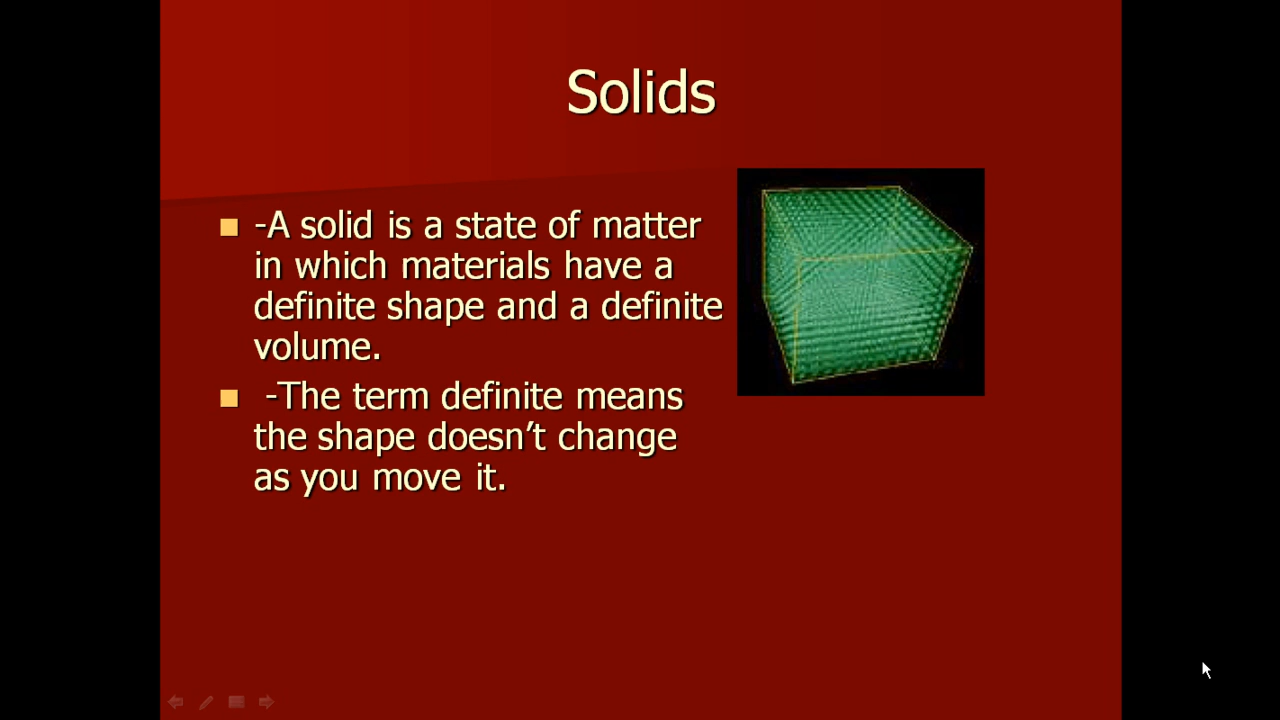 Solids
-A solid is a state of matter
in which materials have a
definite shape and a definite
volume.
-The term definite means
the shape doesn’t change
as you move it.